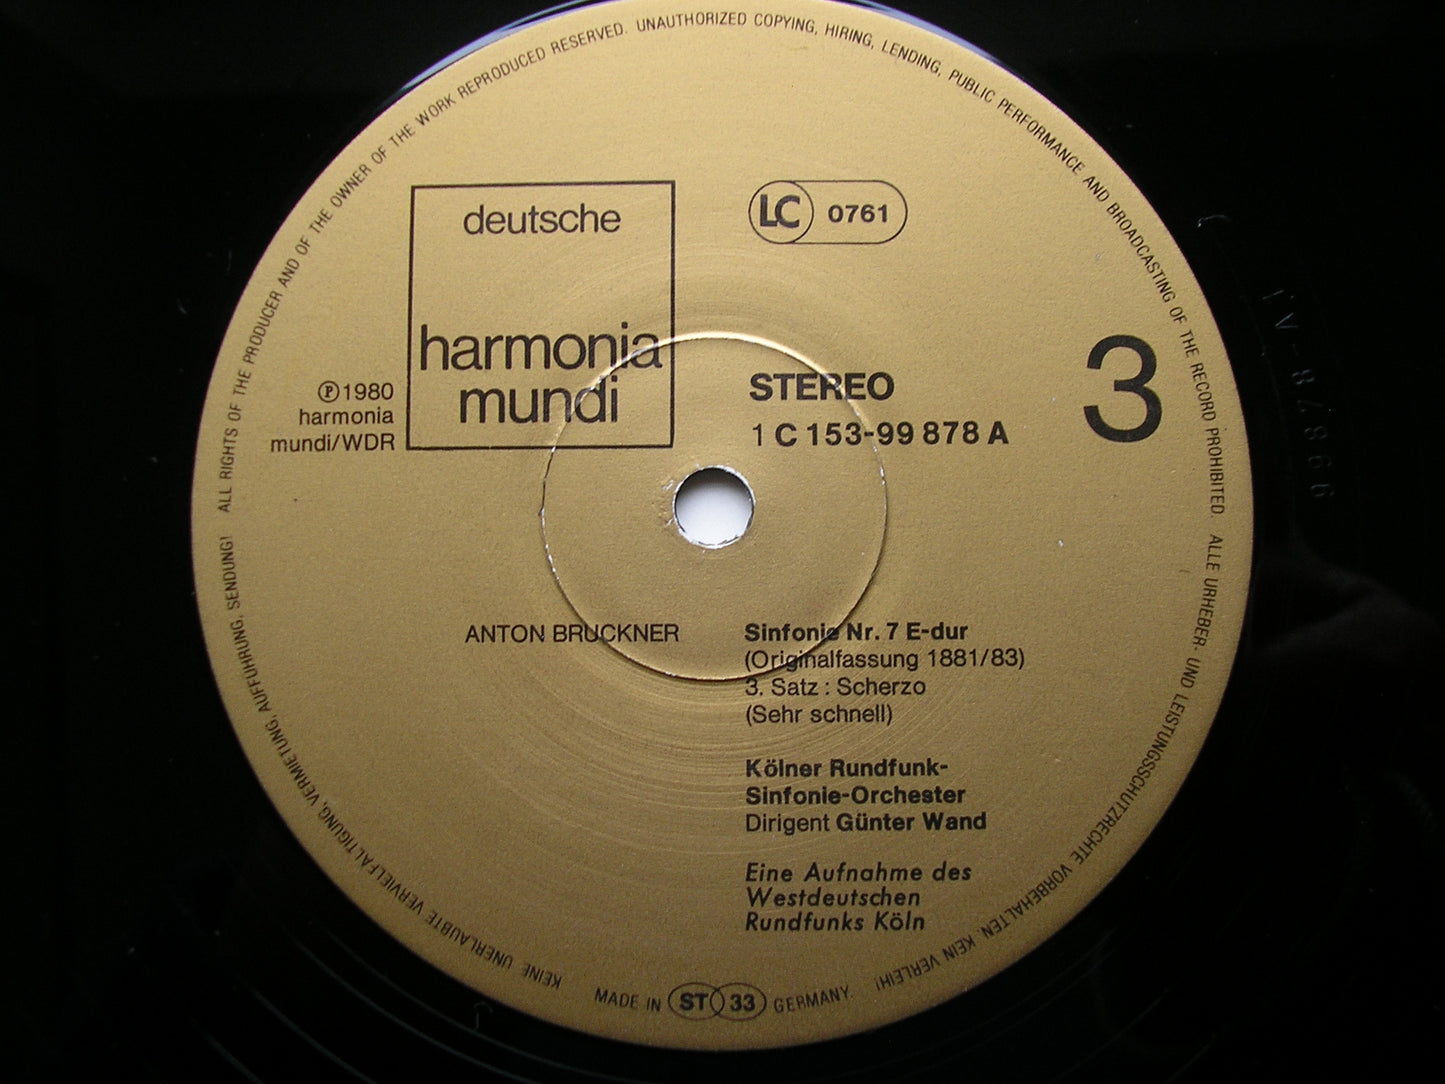 ALL RIGHTS OF THE PRODUCER AND OF THE OWNER OF THE WORK REPRODUCED RESERVED. UNAUTHORIZED COPYING, HIRING, LENDING, PUBLIC PERFORMANCE AND BROADCASTING OF THE RECORD PROHIBITED.
ALLE URHEBER- UND LEISTUNGSSCHUTZRECHTE VORBEHALTEN. KEIN VERLEIH! KEINE UNERLAUBTE VERVIELFÄLTIGUNG, VERMIETUNG, AUFFÜHRUNG, SENDUNG!
deutsche
harmonia
mundi
LC 0761
℗ 1980
harmonia
mundi/WDR
STEREO
1 C 153-99 878 A
3
ANTON BRUCKNER
Sinfonie Nr. 7 E-dur
(Originalfassung 1881/83)
3. Satz : Scherzo
(Sehr schnell)
Kölner Rundfunk-
Sinfonie-Orchester
Dirigent Günter Wand
Eine Aufnahme des
Westdeutschen
Rundfunks Köln
MADE IN ST 33 GERMANY.